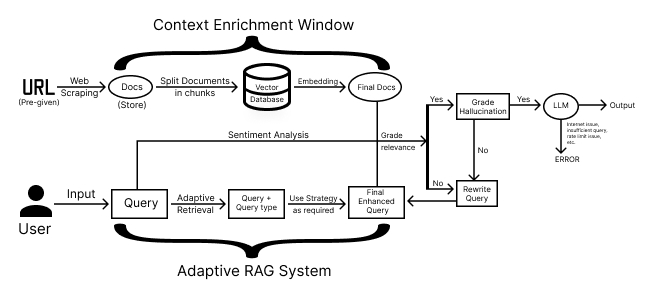 Context Enrichment Window
URL
(Pre-given)
Web
Scraping
Docs
(Store)
Split Documents
in chunks
Vector
Database
Embedding
Final Docs
Yes
Grade
Hallucination
Yes
LLM
Output
Internet issue,
insufficient query,
rate limit issue,
etc.
ERROR
Sentiment Analysis
Grade
relevance
No
No
Rewrite
Query
User
Input
Query
Adaptive
Retrieval
Query +
Query type
Use Strategy
as required
Final
Enhanced
Query
Adaptive RAG System